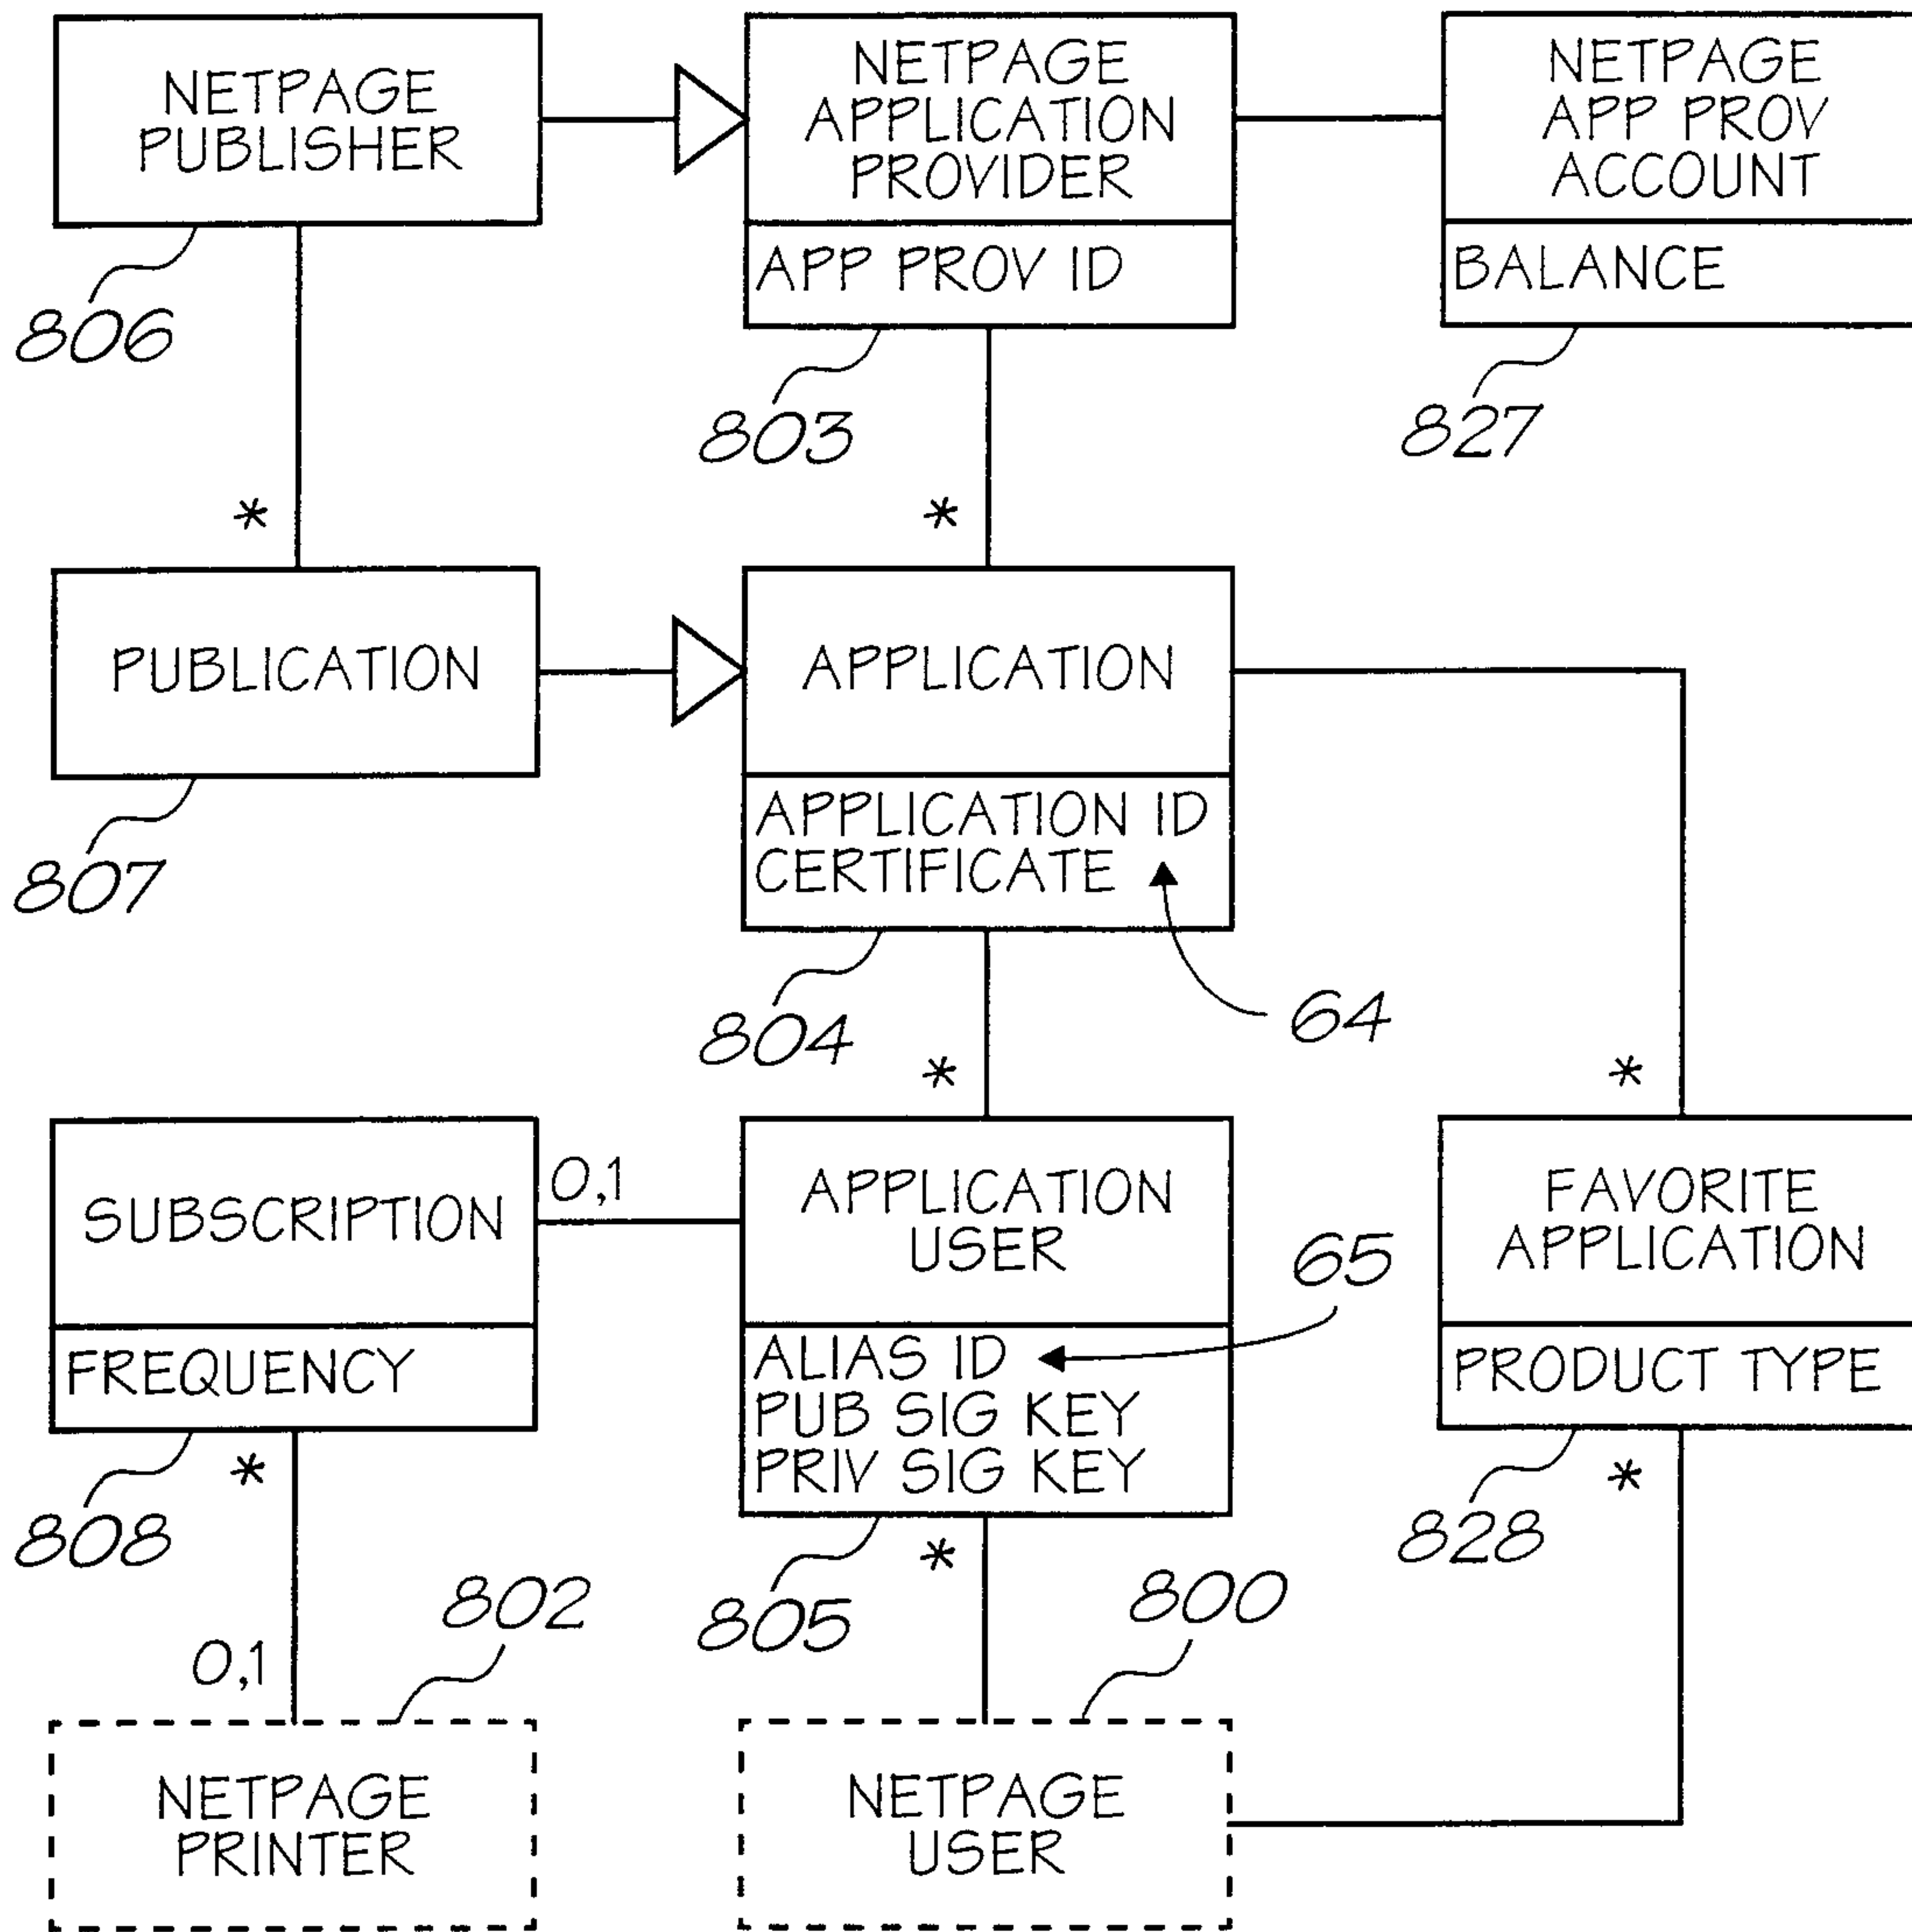 NETPAGE
PUBLISHER
NETPAGE
APPLICATION
PROVIDER
APP PROV ID
NETPAGE
APP PROV
ACCOUNT
BALANCE
806
803
827
*
*
PUBLICATION
APPLICATION
APPLICATION ID
CERTIFICATE
807
804
64
*
*
SUBSCRIPTION
FREQUENCY
0,1
APPLICATION
USER
ALIAS ID
PUB SIG KEY
PRIV SIG KEY
65
FAVORITE
APPLICATION
PRODUCT TYPE
808
*
805
*
828
*
802
800
0,1
NETPAGE
PRINTER
NETPAGE
USER